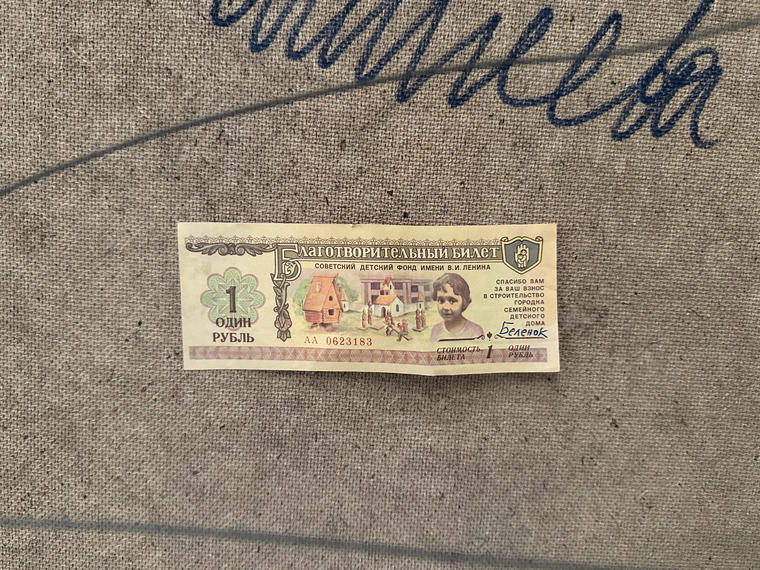 Благотворительный билет
СОВЕТСКИЙ ДЕТСКИЙ ФОНД ИМЕНИ В.И. ЛЕНИНА
СПАСИБО ВАМ
ЗА ВАШ ВЗНОС
В СТРОИТЕЛЬСТВО
ГОРОДКА
СЕМЕЙНОГО
ДЕТСКОГО
ДОМА
Беленок
1
ОДИН
РУБЛЬ
АА 0623183
СТОИМОСТЬ БИЛЕТА 1 ОДИН РУБЛЬ